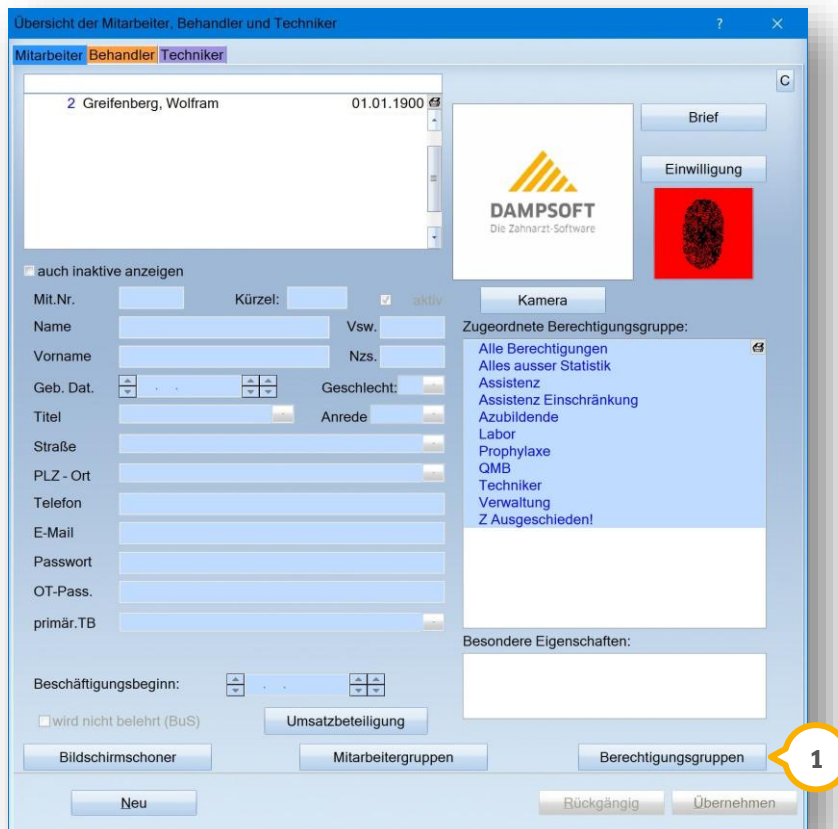 Übersicht der Mitarbeiter, Behandler und Techniker ?
Mitarbeiter Behandler Techniker
C
2 Greifenberg, Wolfram 01.01.1900
Brief
Einwilligung
DAMPSOFT
Die Zahnarzt-Software
auch inaktive anzeigen
Mit.Nr. Kürzel: aktiv
Kamera
Name Vsw.
Zugeordnete Berechtigungsgruppe:
Vorname Nzs.
Alle Berechtigungen
Alles ausser Statistik
Geb. Dat. . . Geschlecht:
Assistenz
Assistenz Einschränkung
Titel Anrede
Azubildende
Labor
Straße
Prophylaxe
QMB
PLZ - Ort
Techniker
Telefon
Verwaltung
Z Ausgeschieden!
E-Mail
Passwort
OT-Pass.
primär.TB
Besondere Eigenschaften:
Beschäftigungsbeginn: . .
wird nicht belehrt (BuS) Umsatzbeteiligung
Bildschirmschoner Mitarbeitergruppen Berechtigungsgruppen 1
Neu Rückgängig Übernehmen